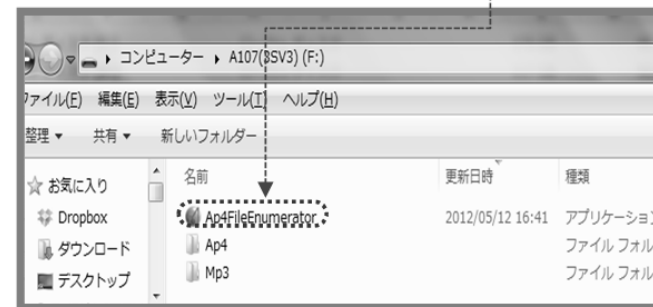 コンピューター ▸ A107(3SV3) (F:)
ファイル(F) 編集(E) 表示(V) ツール(T) ヘルプ(H)
整理 ▼ 共有 ▼ 新しいフォルダー
お気に入り
Dropbox
ダウンロード
デスクトップ
名前 更新日時 種類
Ap4FileEnumerator 2012/05/12 16:41 アプリケーション
Ap4 ファイル フォル
Mp3 ファイル フォル